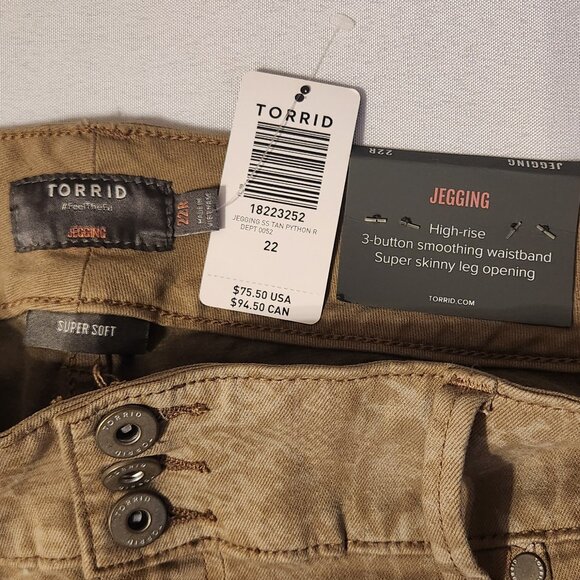 TORRID
#FeelTheFit
JEGGING
22R
TORRID
18223252
JEGGING SS TAN PYTHON R
DEPT 0052
22
$75.50 USA
$94.50 CAN
JEGGING
22R
JEGGING
High-rise
3-button smoothing waistband
Super skinny leg opening
TORRID.COM
SUPER SOFT
TORRID
TORRID
TORRID